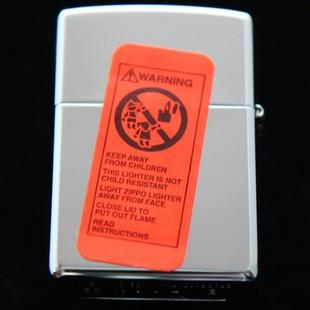 WARNING
KEEP AWAY
FROM CHILDREN
THIS LIGHTER IS NOT
CHILD RESISTANT
LIGHT ZIPPO LIGHTER
AWAY FROM FACE
CLOSE LID TO
PUT OUT FLAME
READ
INSTRUCTIONS